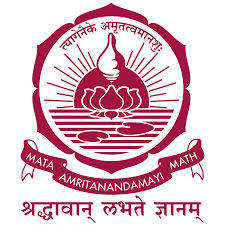 त्यागेनैके अमृतत्वमानशुः
MATA AMRITANANDAMAYI MATH
श्रद्धावान् लभते ज्ञानम्